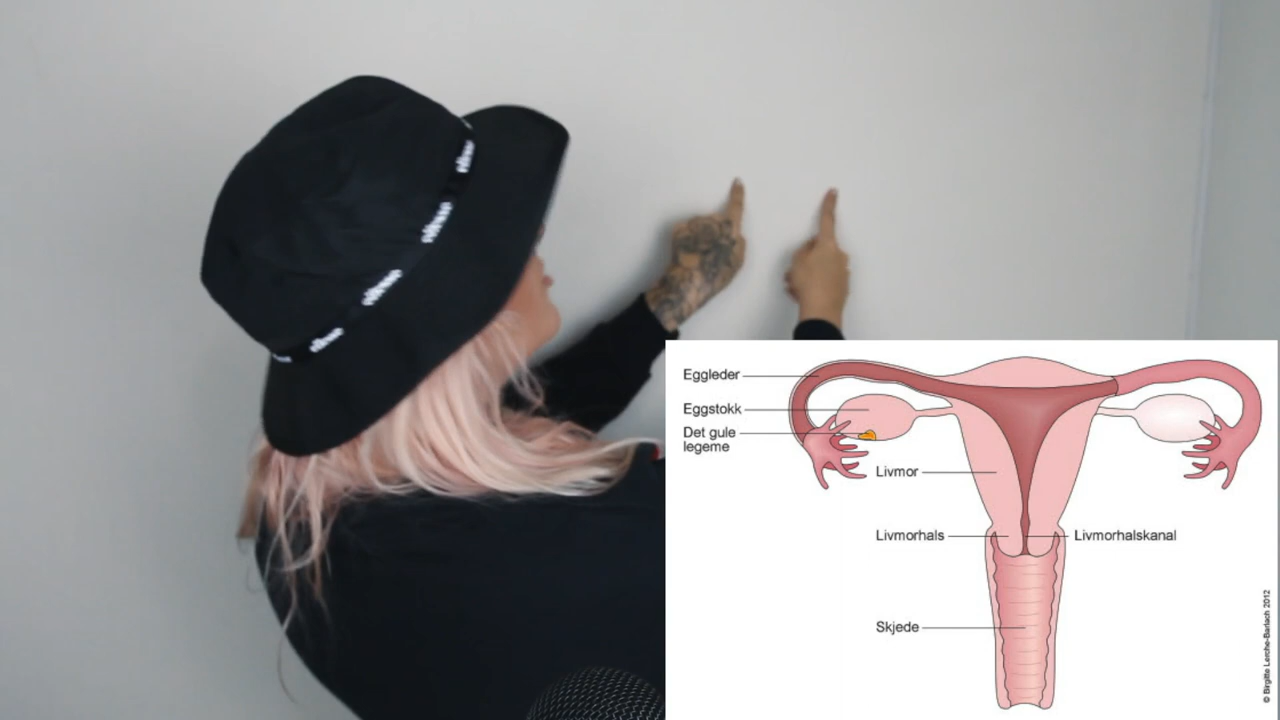 Eggleder
Eggstokk
Det gule
legeme
Livmor
Livmorhals
Livmorhalskanal
Skjede
© Birgitte Lerche-Barlach 2012